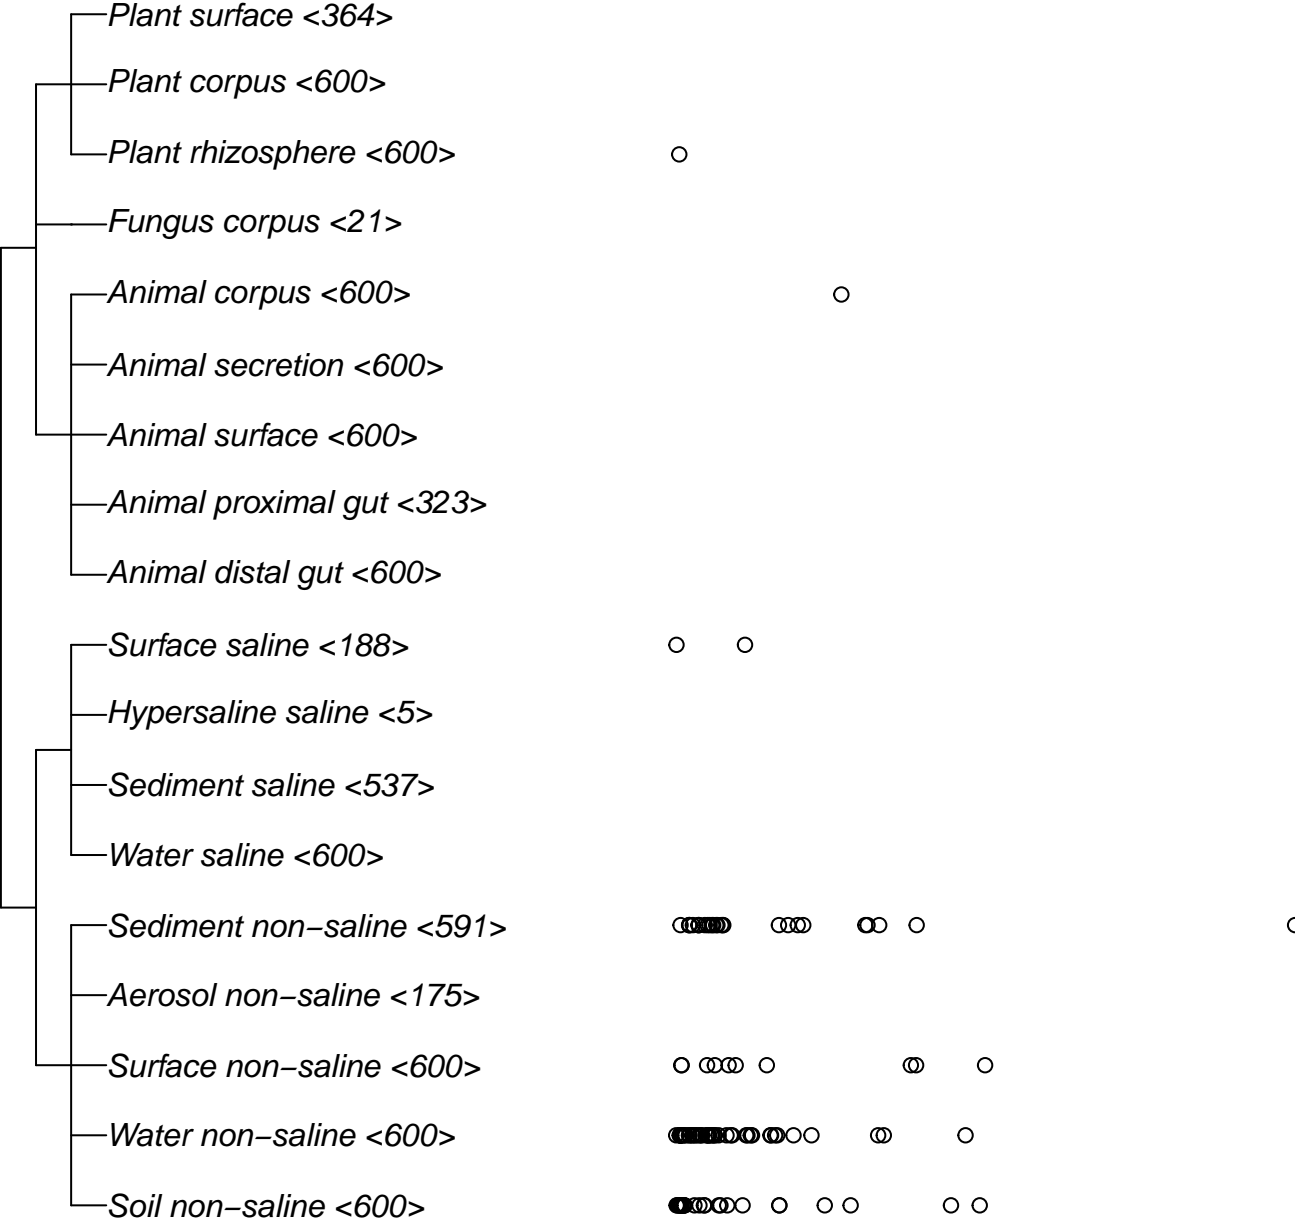 Plant surface <364>
Plant corpus <600>
Plant rhizosphere <600>
Fungus corpus <21>
Animal corpus <600>
Animal secretion <600>
Animal surface <600>
Animal proximal gut <323>
Animal distal gut <600>
Surface saline <188>
Hypersaline saline <5>
Sediment saline <537>
Water saline <600>
Sediment non−saline <591>
Aerosol non−saline <175>
Surface non−saline <600>
Water non−saline <600>
Soil non−saline <600>